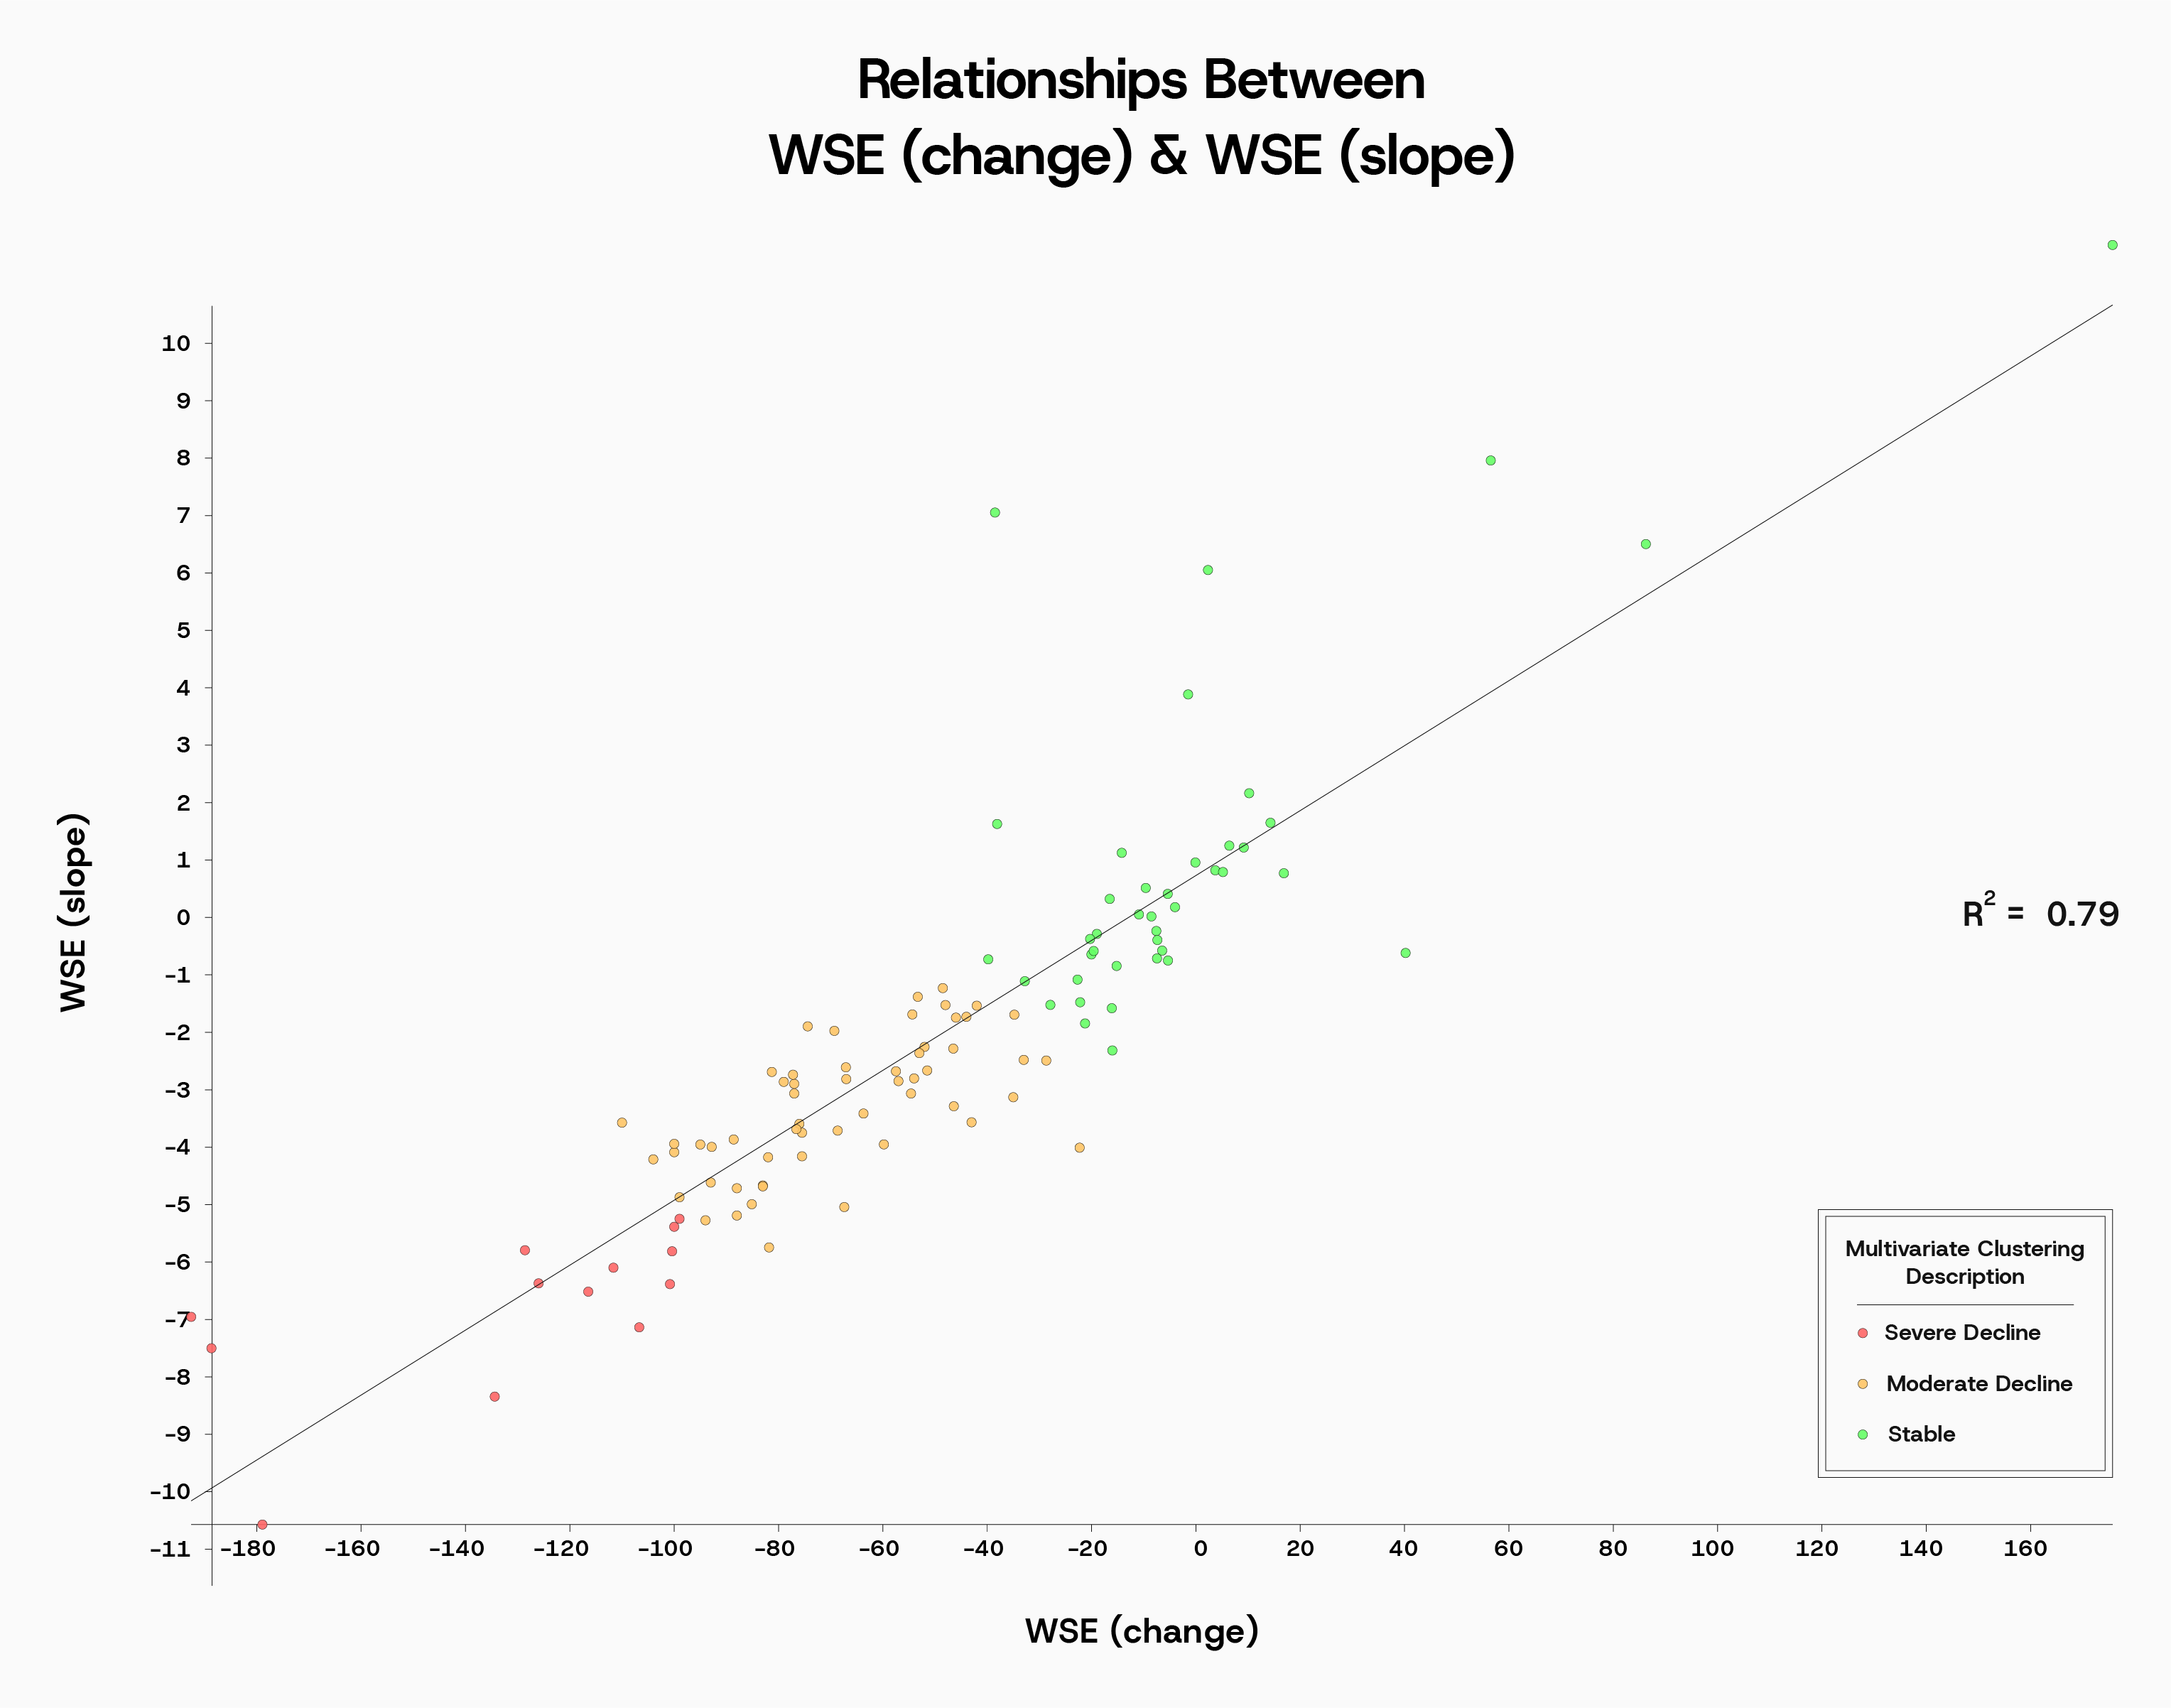 Relationships Between
WSE (change) & WSE (slope)
10
9
8
7
6
5
4
3
2
1
0
-1
-2
-3
-4
-5
-6
-7
-8
-9
-10
-11
WSE (slope)
R² = 0.79
Multivariate Clustering
Description
Severe Decline
Moderate Decline
Stable
-180 -160 -140 -120 -100 -80 -60 -40 -20 0 20 40 60 80 100 120 140 160
WSE (change)